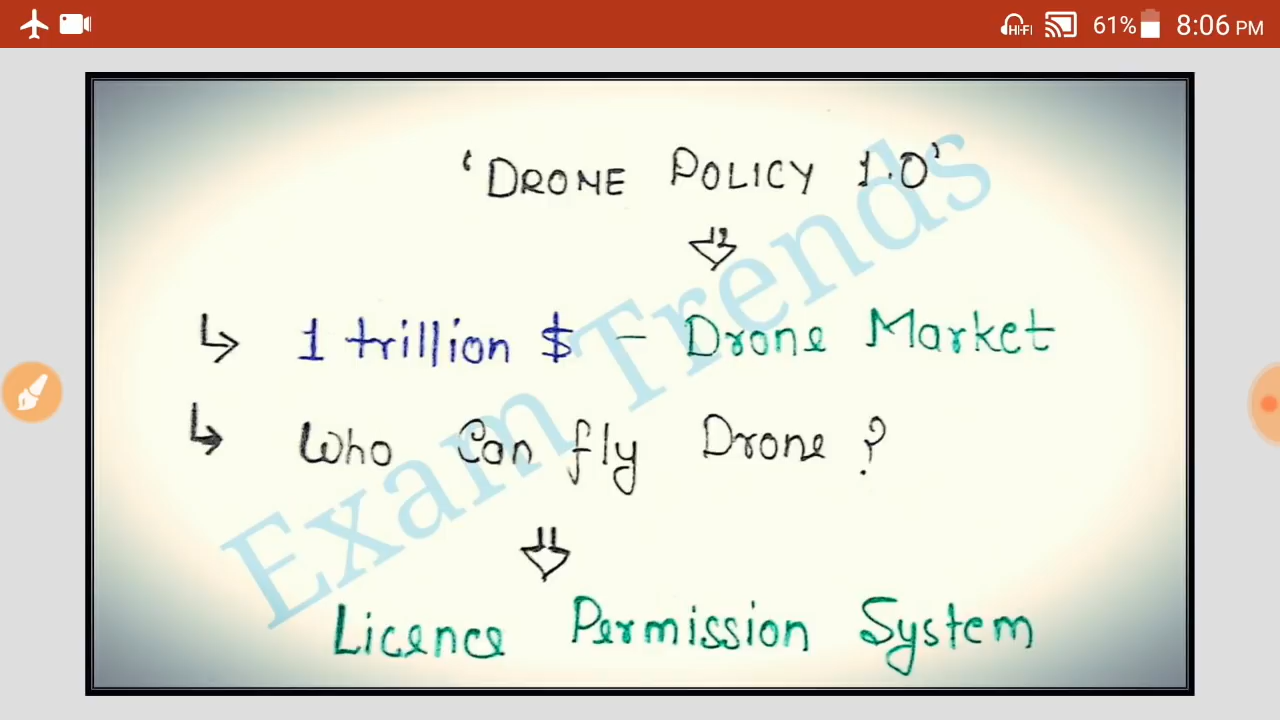 61% 8:06 PM
'DRONE POLICY 1.0'
1 trillion $ – Drone Market
Who Can fly Drone ?
Licence Permission System
Exam Trends